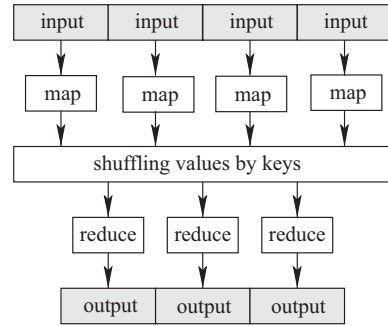 input input input input
map map map map
shuffling values by keys
reduce reduce reduce
output output output